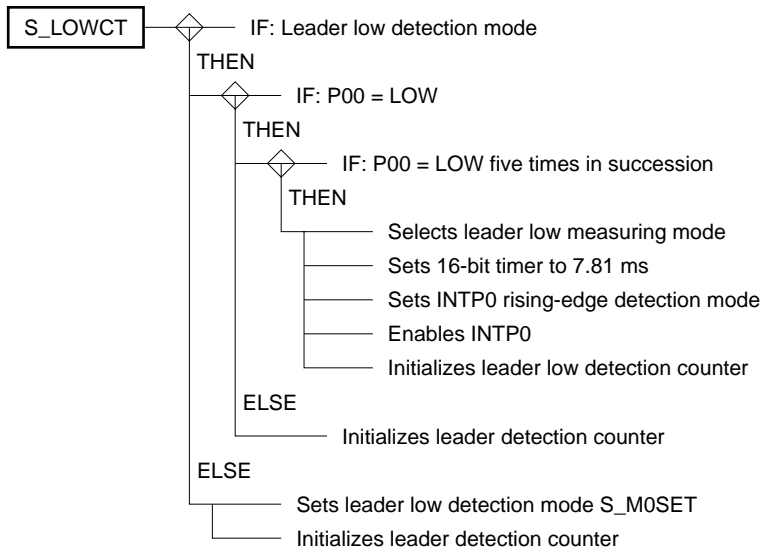 S_LOWCT IF: Leader low detection mode
THEN
IF: P00 = LOW
THEN
IF: P00 = LOW five times in succession
THEN
Selects leader low measuring mode
Sets 16-bit timer to 7.81 ms
Sets INTP0 rising-edge detection mode
Enables INTP0
Initializes leader low detection counter
ELSE
Initializes leader detection counter
ELSE
Sets leader low detection mode S_M0SET
Initializes leader detection counter